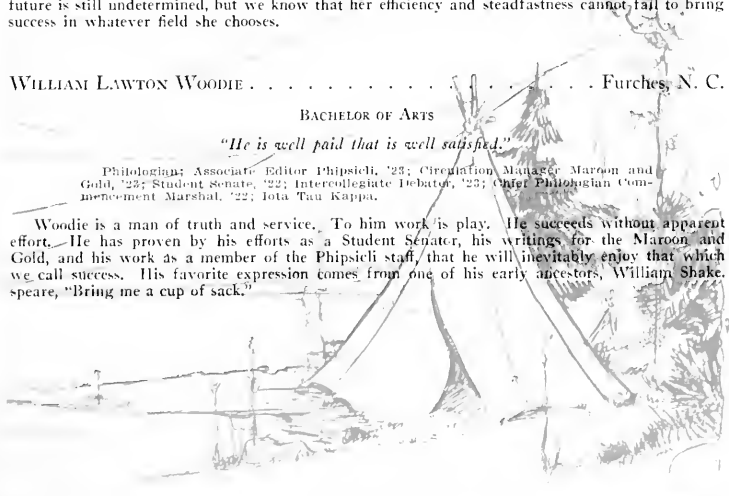 future is still undetermined, but we know that her efficiency and steadfastness cannot fail to bring
success in whatever field she chooses.
WILLIAM LAWTON WOODIE . . . . . . . . . . . . . . . . . . . . Furches, N. C.
BACHELOR OF ARTS
"He is well paid that is well satisfied."
Philologian; Associate Editor Phipsicli, '23; Circulation Manager Maroon and
Gold, '23; Student Senate, '22; Intercollegiate Debater, '23; Chief Philologian Com-
mencement Marshal, '22; Iota Tau Kappa.
Woodie is a man of truth and service. To him work is play. He succeeds without apparent
effort. He has proven by his efforts as a Student Senator, his writings for the Maroon and
Gold, and his work as a member of the Phipsicli staff, that he will inevitably enjoy that which
we call success. His favorite expression comes from one of his early ancestors, William Shake.
speare, "Bring me a cup of sack."